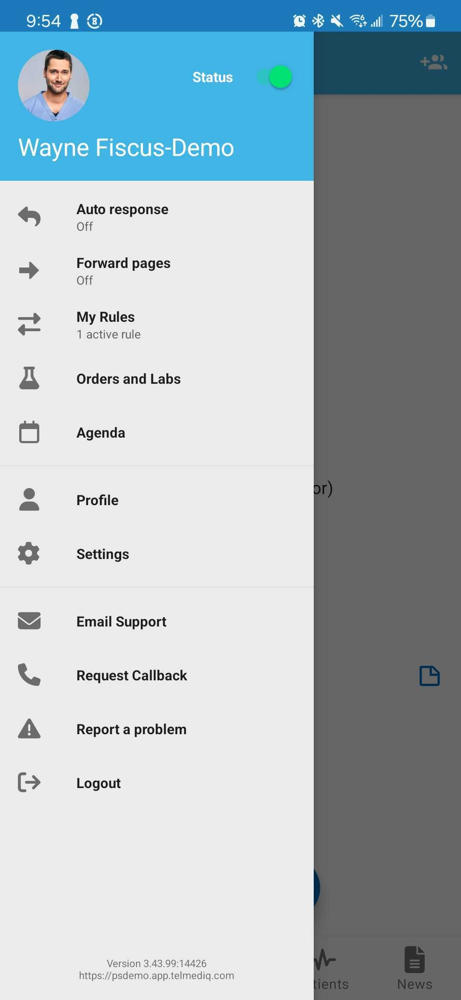 9:54
75%
Status
Wayne Fiscus-Demo
Auto response
Off
Forward pages
Off
My Rules
1 active rule
Orders and Labs
Agenda
or)
Profile
Settings
Email Support
Request Callback
Report a problem
Logout
Version 3.43.99:14426
https://psdemo.app.telmediq.com
tients
News